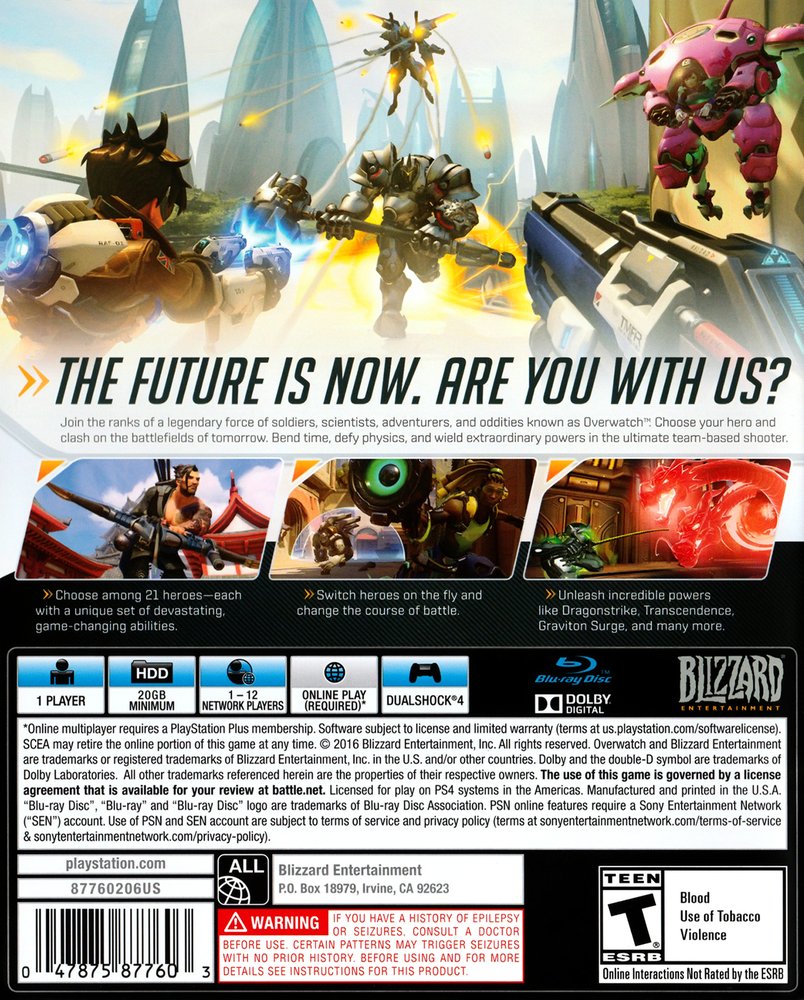 RAF-01
TMFR
» THE FUTURE IS NOW. ARE YOU WITH US?
Join the ranks of a legendary force of soldiers, scientists, adventurers, and oddities known as Overwatch™. Choose your hero and
clash on the battlefields of tomorrow. Bend time, defy physics, and wield extraordinary powers in the ultimate team-based shooter.
» Choose among 21 heroes—each
with a unique set of devastating,
game-changing abilities.
» Switch heroes on the fly and
change the course of battle.
» Unleash incredible powers
like Dragonstrike, Transcendence,
Graviton Surge, and many more.
1 PLAYER
HDD
20GB
MINIMUM
1 – 12
NETWORK PLAYERS
ONLINE PLAY
(REQUIRED)*
DUALSHOCK®4
Blu-ray Disc™
DOLBY
DIGITAL
BLIZZARD
ENTERTAINMENT
*Online multiplayer requires a PlayStation Plus membership. Software subject to license and limited warranty (terms at us.playstation.com/softwarelicense).
SCEA may retire the online portion of this game at any time. © 2016 Blizzard Entertainment, Inc. All rights reserved. Overwatch and Blizzard Entertainment
are trademarks or registered trademarks of Blizzard Entertainment, Inc. in the U.S. and/or other countries. Dolby and the double-D symbol are trademarks of
Dolby Laboratories. All other trademarks referenced herein are the properties of their respective owners. The use of this game is governed by a license
agreement that is available for your review at battle.net. Licensed for play on PS4 systems in the Americas. Manufactured and printed in the U.S.A.
“Blu-ray Disc”, “Blu-ray” and “Blu-ray Disc” logo are trademarks of Blu-ray Disc Association. PSN online features require a Sony Entertainment Network
(“SEN”) account. Use of PSN and SEN account are subject to terms of service and privacy policy (terms at sonyentertainmentnetwork.com/terms-of-service
& sonyentertainmentnetwork.com/privacy-policy).
playstation.com
87760206US
ALL
Blizzard Entertainment
P.O. Box 18979, Irvine, CA 92623
WARNING IF YOU HAVE A HISTORY OF EPILEPSY
OR SEIZURES, CONSULT A DOCTOR
BEFORE USE. CERTAIN PATTERNS MAY TRIGGER SEIZURES
WITH NO PRIOR HISTORY. BEFORE USING AND FOR MORE
DETAILS SEE INSTRUCTIONS FOR THIS PRODUCT.
0 47875 87760 3
TEEN
T®
ESRB
Blood
Use of Tobacco
Violence
Online Interactions Not Rated by the ESRB